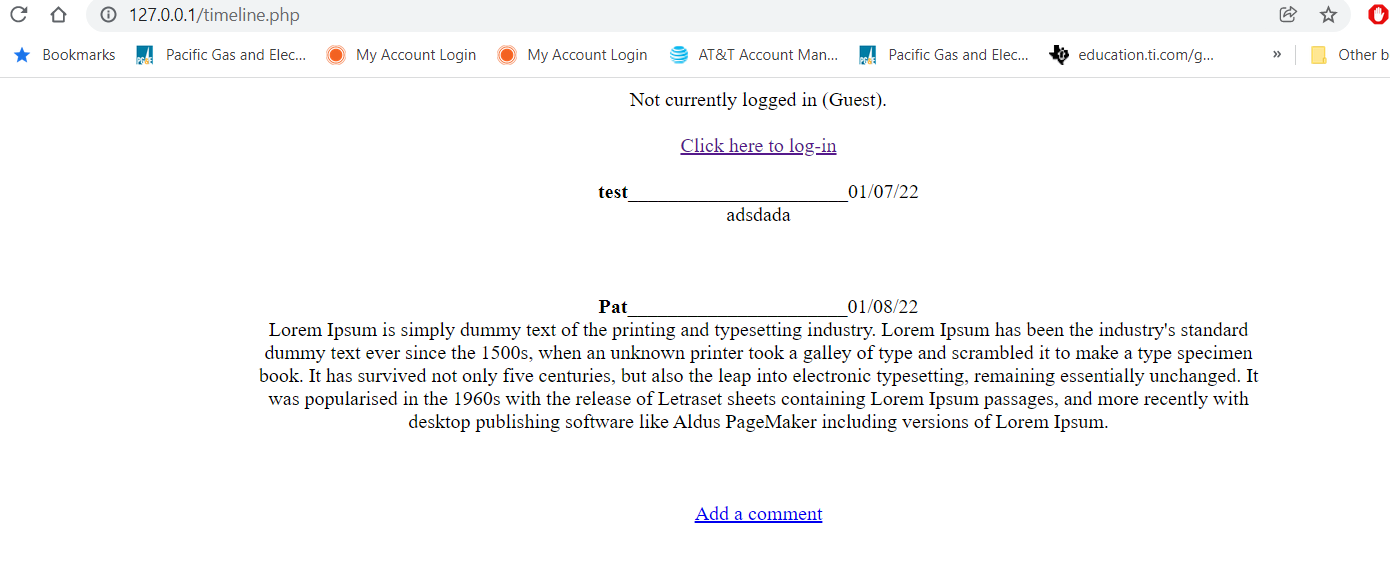 127.0.0.1/timeline.php
Bookmarks Pacific Gas and Elec... My Account Login My Account Login AT&T Account Man... Pacific Gas and Elec... education.ti.com/g... » Other b
Not currently logged in (Guest).
Click here to log-in
test______________________01/07/22
adsdada
Pat______________________01/08/22
Lorem Ipsum is simply dummy text of the printing and typesetting industry. Lorem Ipsum has been the industry's standard
dummy text ever since the 1500s, when an unknown printer took a galley of type and scrambled it to make a type specimen
book. It has survived not only five centuries, but also the leap into electronic typesetting, remaining essentially unchanged. It
was popularised in the 1960s with the release of Letraset sheets containing Lorem Ipsum passages, and more recently with
desktop publishing software like Aldus PageMaker including versions of Lorem Ipsum.
Add a comment